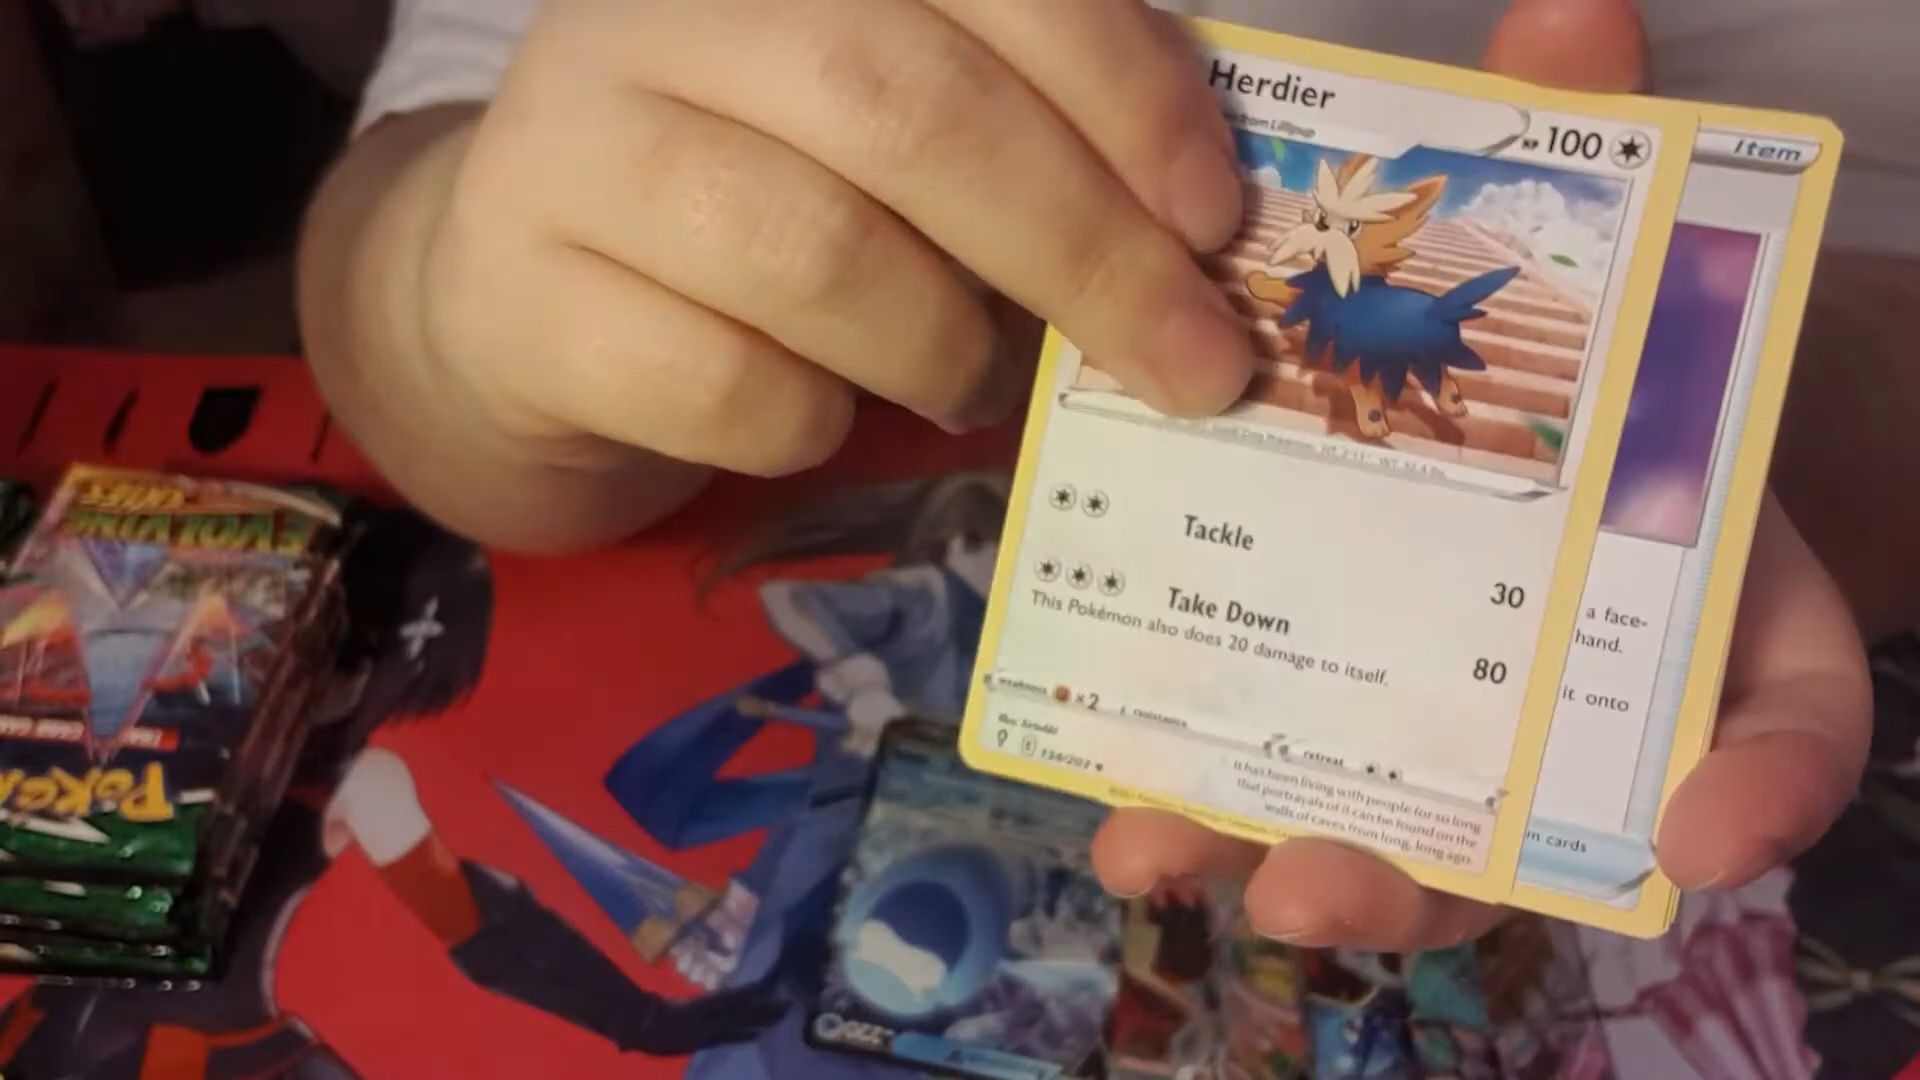 Herdier
HP 100
Item
Tackle
30
Take Down
80
This Pokémon also does 20 damage to itself.
weakness ×2
resistance
retreat
It has been living with people for so long
that portrayals of it can be found on the
walls of caves from long, long ago.
a face-
hand.
it onto
m cards
EVOLVING
SKIES